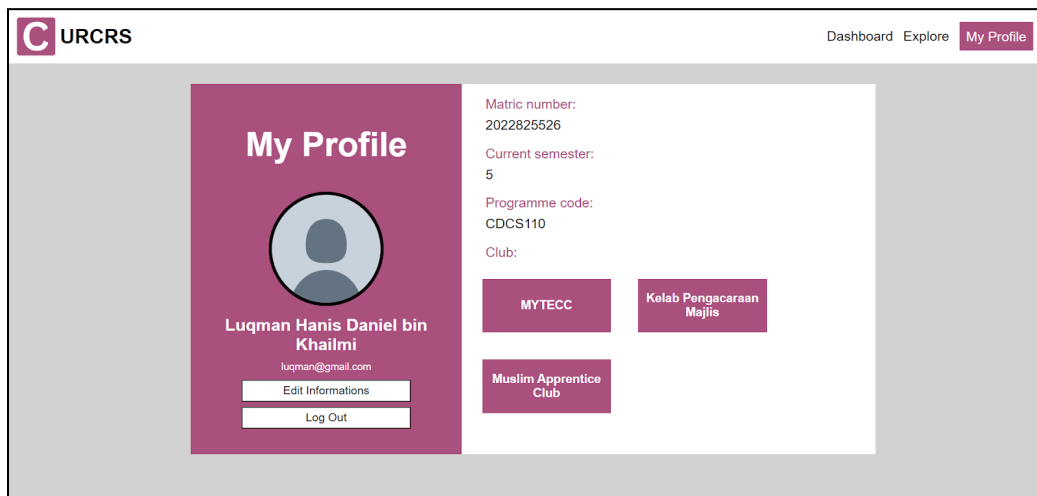 C URCRS
Dashboard Explore My Profile
My Profile
Luqman Hanis Daniel bin
Khailmi
luqman@gmail.com
Edit Informations
Log Out
Matric number:
2022825526
Current semester:
5
Programme code:
CDCS110
Club:
MYTECC
Kelab Pengacaraan
Majlis
Muslim Apprentice
Club